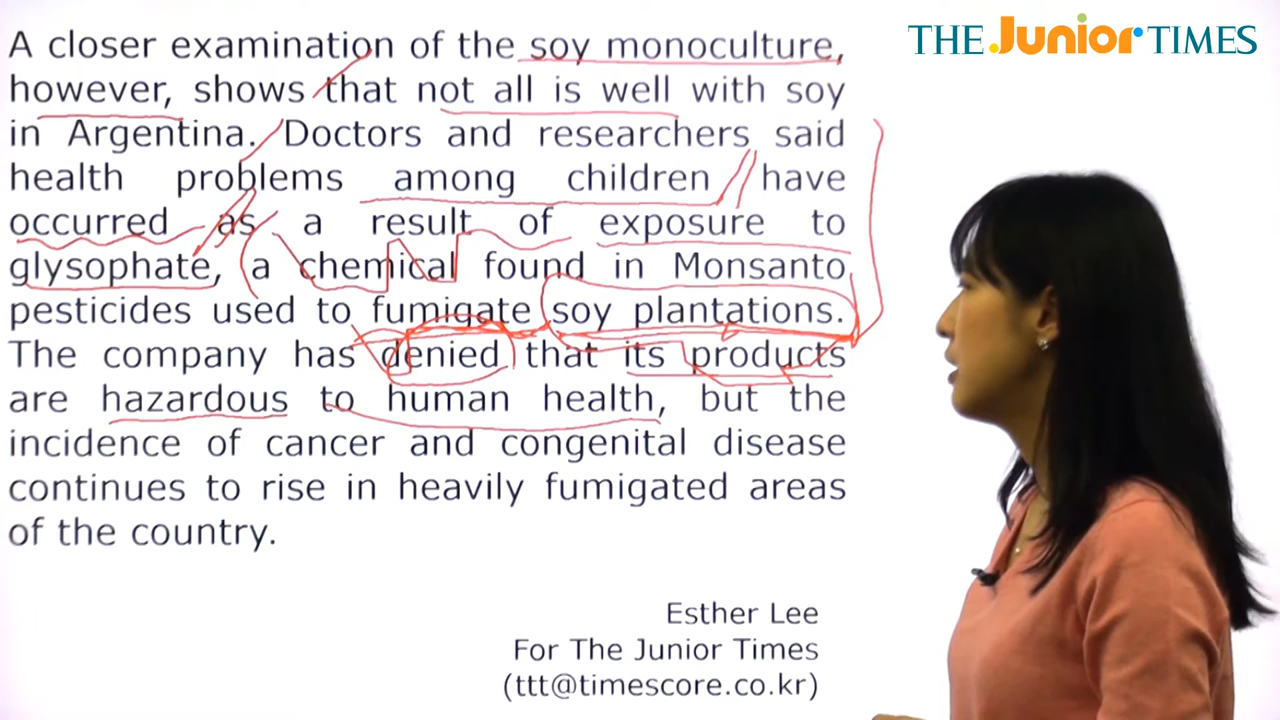 THE Junior TIMES
A closer examination of the soy monoculture,
however, shows that not all is well with soy
in Argentina. Doctors and researchers said
health problems among children have
occurred as a result of exposure to
glysophate, a chemical found in Monsanto
pesticides used to fumigate soy plantations.
The company has denied that its products
are hazardous to human health, but the
incidence of cancer and congenital disease
continues to rise in heavily fumigated areas
of the country.
Esther Lee
For The Junior Times
(ttt@timescore.co.kr)